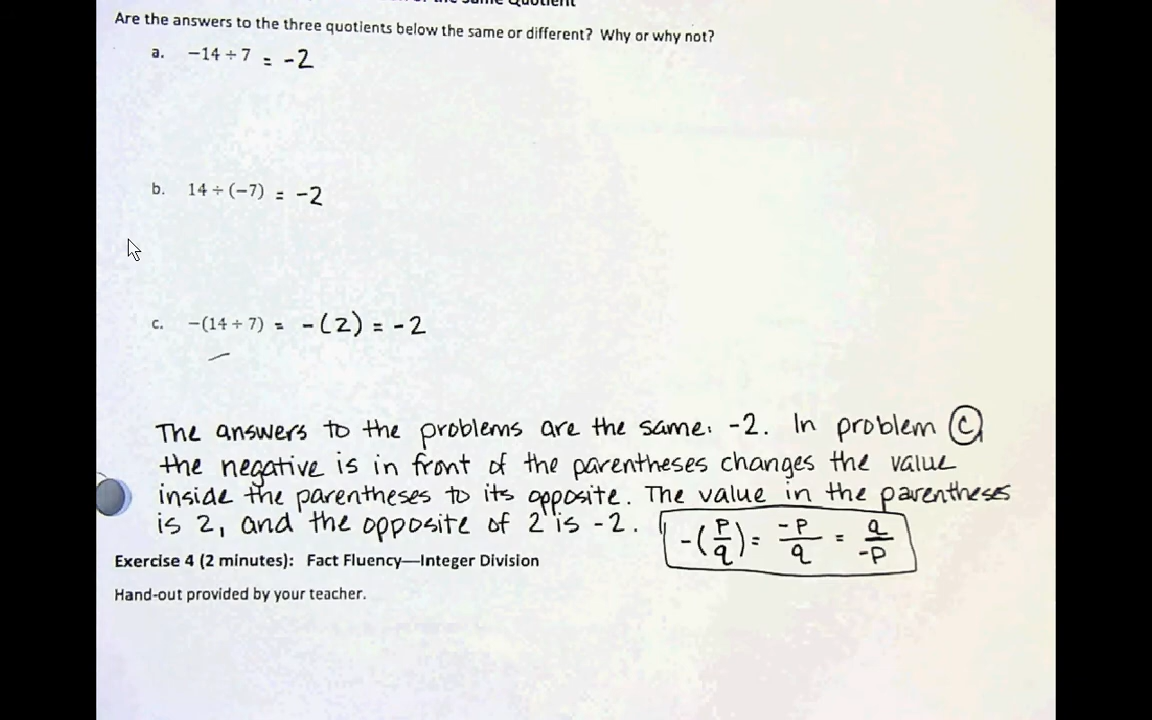 Quotient
Are the answers to the three quotients below the same or different? Why or why not?
a. −14 ÷ 7 = -2
b. 14 ÷ (−7) = -2
c. −(14 ÷ 7) = -(2) = -2
The answers to the problems are the same: -2. In problem C
the negative is in front of the parentheses changes the value
inside the parentheses to its opposite. The value in the parentheses
is 2, and the opposite of 2 is -2. -(p/q) = -p/q = q/-p
Exercise 4 (2 minutes): Fact Fluency—Integer Division
Hand-out provided by your teacher.